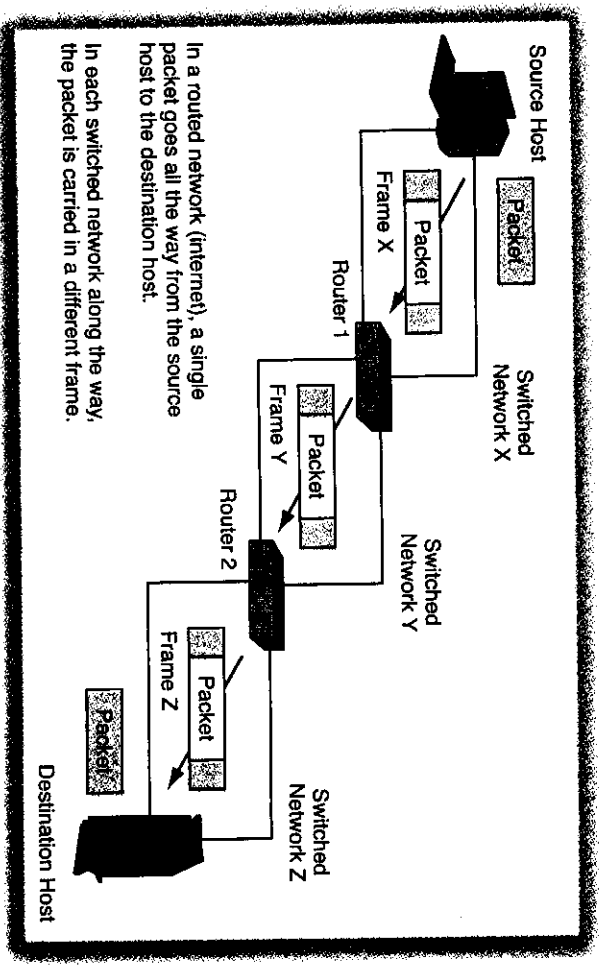 Source Host
Packet
Switched
Network X
Packet
Frame X
Router 1
Switched
Network Y
Packet
Frame Y
Router 2
Switched
Network Z
Packet
Frame Z
Packet
Destination Host
In a routed network (internet), a single
packet goes all the way from the source
host to the destination host.
In each switched network along the way,
the packet is carried in a different frame.